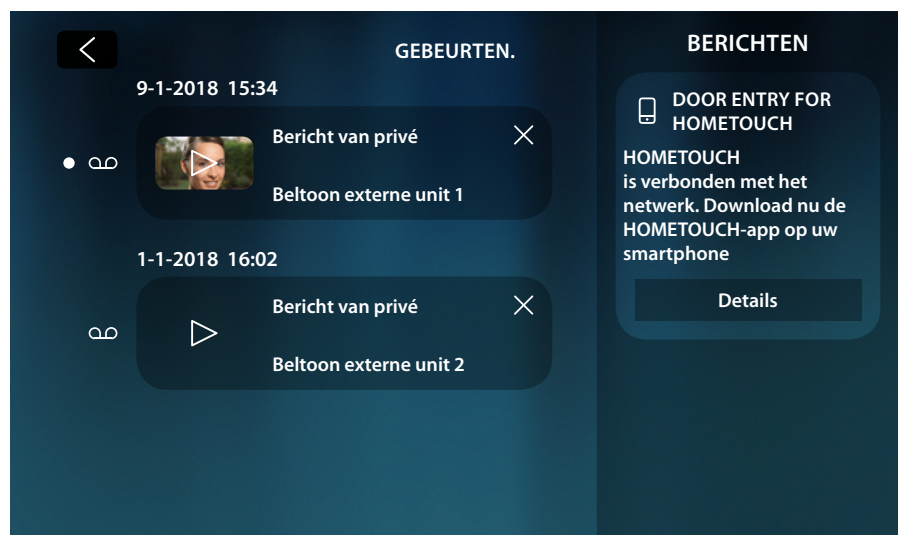 GEBEURTEN.
9-1-2018 15:34
Bericht van privé
Beltoon externe unit 1
1-1-2018 16:02
Bericht van privé
Beltoon externe unit 2
BERICHTEN
DOOR ENTRY FOR
HOMETOUCH
HOMETOUCH
is verbonden met het
netwerk. Download nu de
HOMETOUCH-app op uw
smartphone
Details